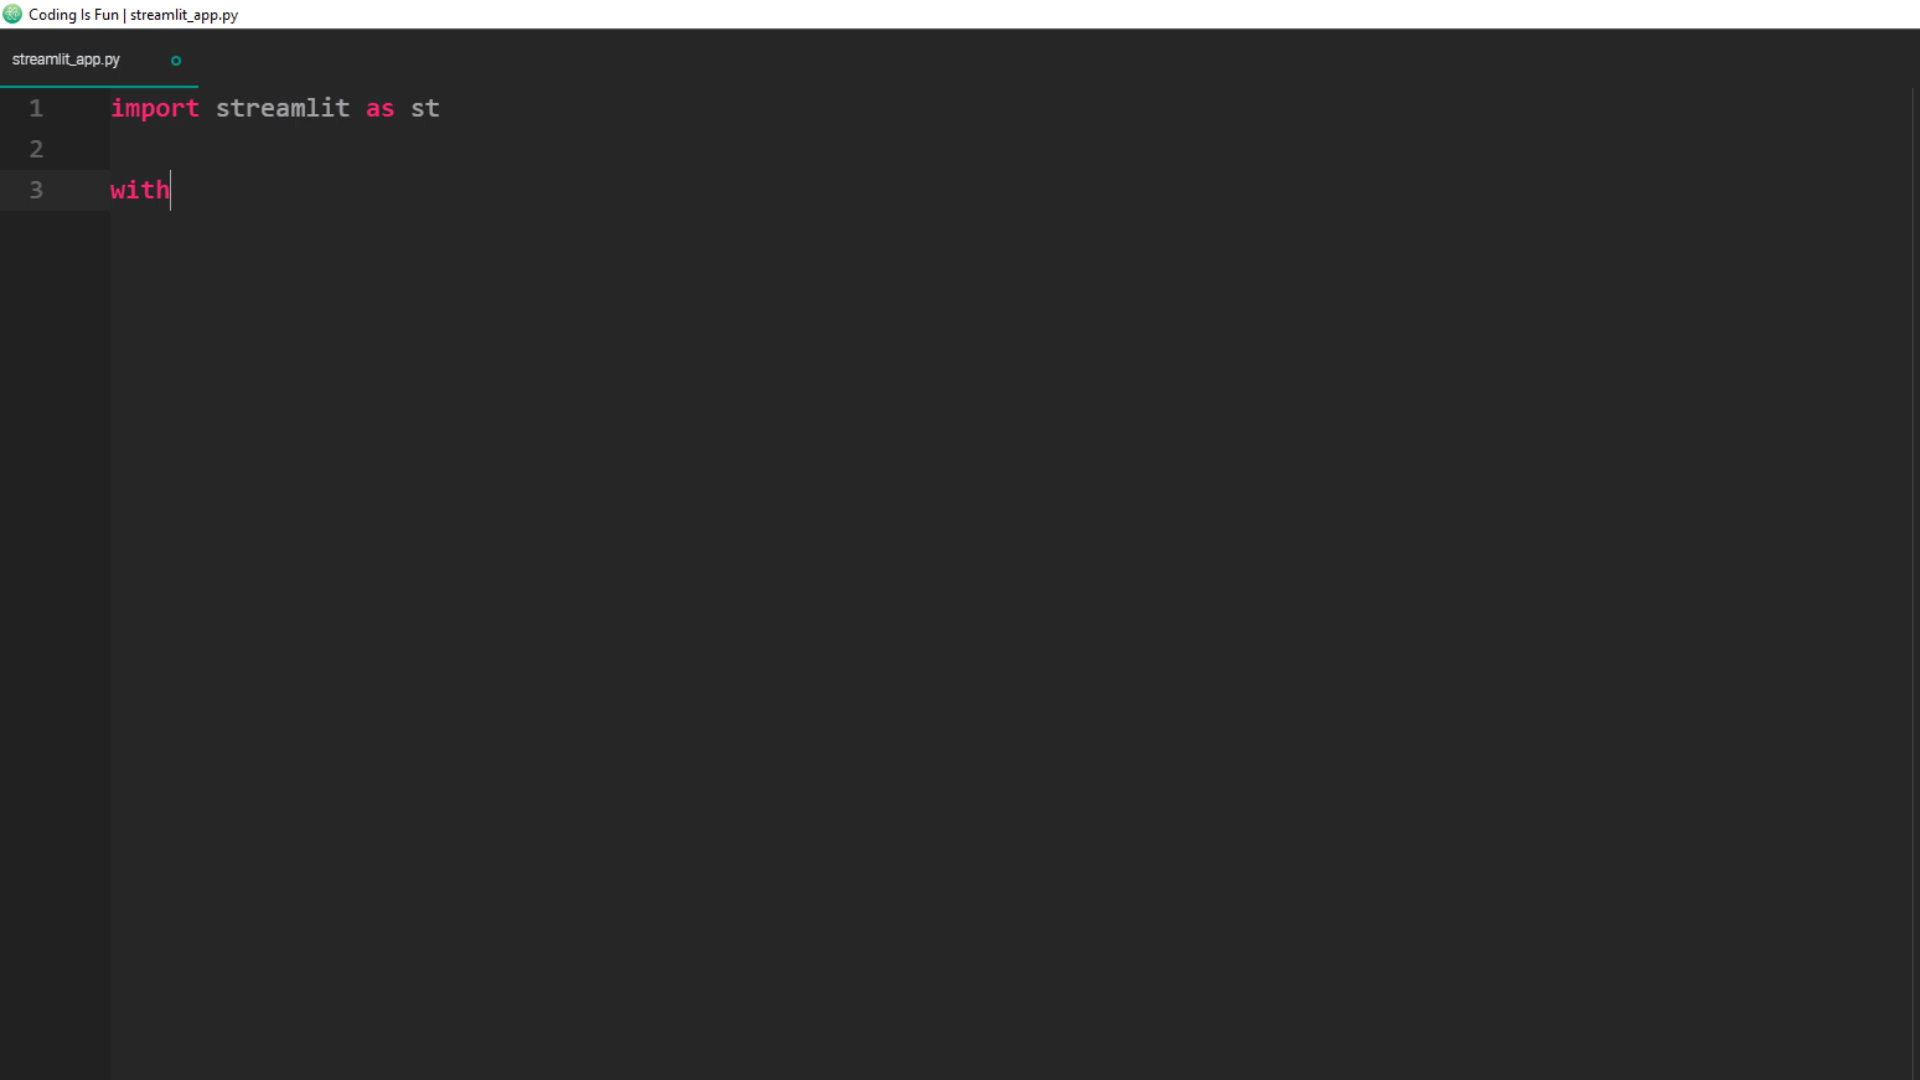 Coding Is Fun | streamlit_app.py
streamlit_app.py
1 import streamlit as st
2
3 with